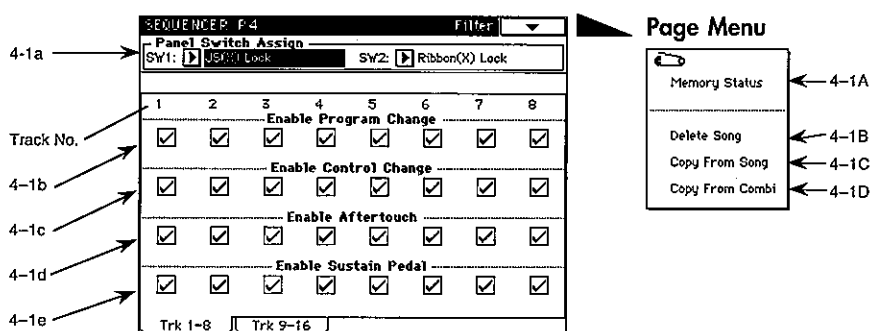 SEQUENCER P4 Filter
Panel Switch Assign
SW1: JS(X) Lock SW2: Ribbon(X) Lock
4-1a
1 2 3 4 5 6 7 8
Track No.
Enable Program Change
4-1b
Enable Control Change
4-1c
Enable Aftertouch
4-1d
Enable Sustain Pedal
4-1e
Trk 1-8 Trk 9-16
Page Menu
Memory Status 4-1A
Delete Song 4-1B
Copy From Song 4-1C
Copy From Combi 4-1D